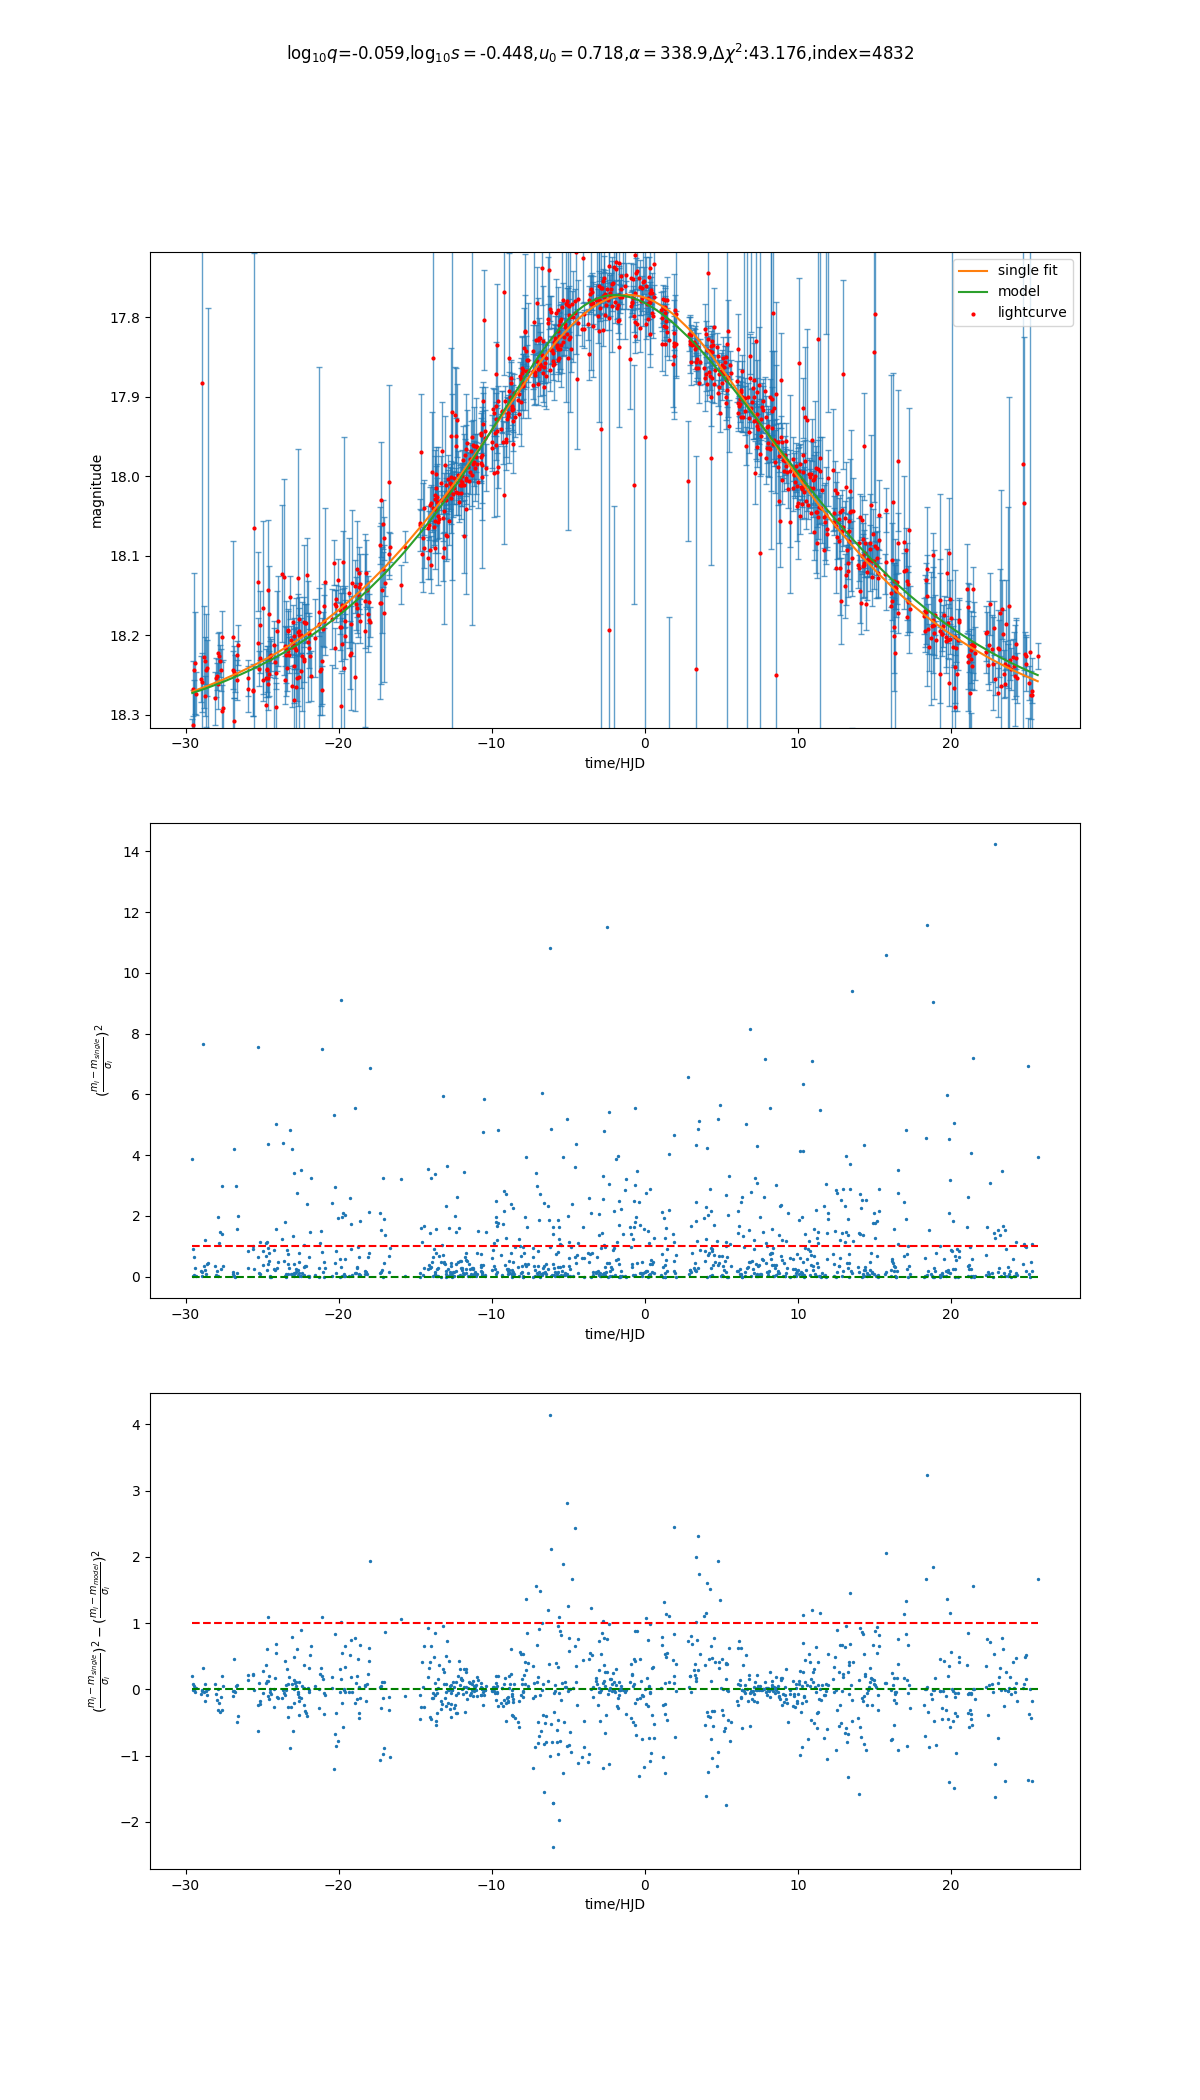 log₁₀q=-0.059,log₁₀s = -0.448,u₀ = 0.718,α = 338.9,Δχ²:43.176,index=4832
single fit
model
lightcurve
17.8
17.9
18.0
18.1
18.2
18.3
magnitude
−30 −20 −10 0 10 20
time/HJD
14
12
10
8
6
4
2
0
((mᵢ − m_single)/σᵢ)²
−30 −20 −10 0 10 20
time/HJD
4
3
2
1
0
−1
−2
((mᵢ − m_single)/σᵢ)² − ((mᵢ − m_model)/σᵢ)²
−30 −20 −10 0 10 20
time/HJD